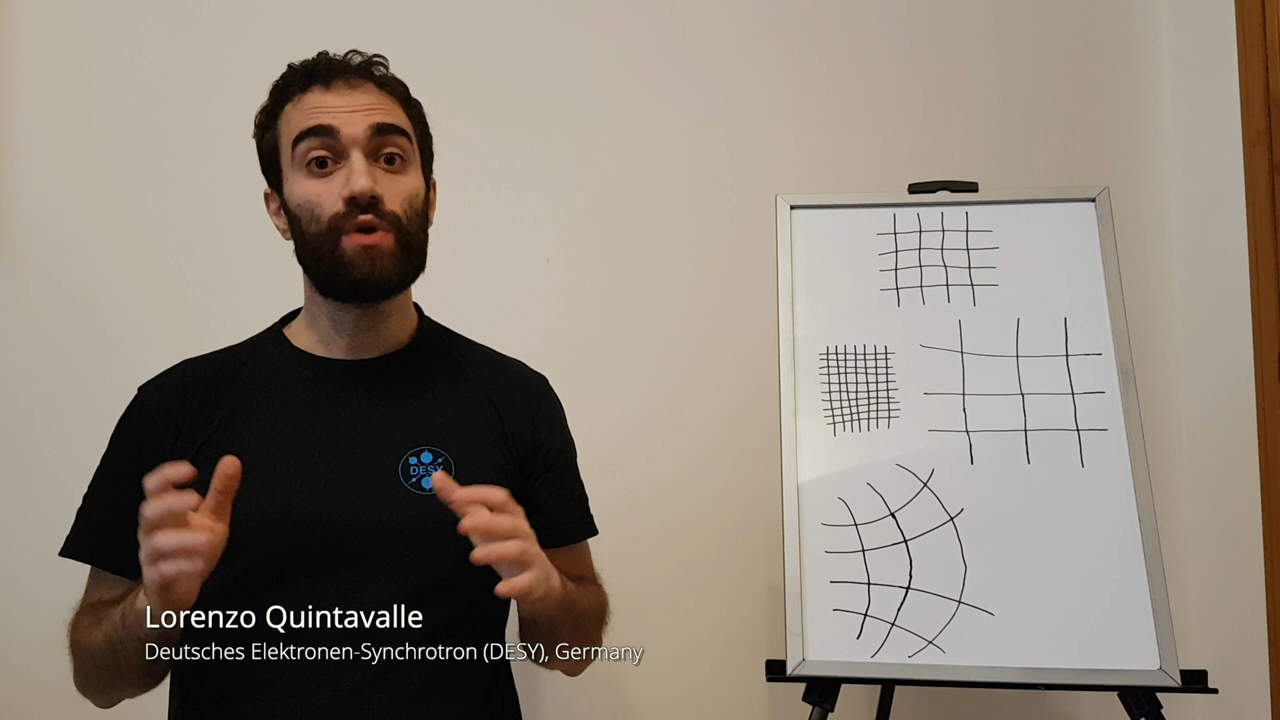 DESY
Lorenzo Quintavalle
Deutsches Elektronen-Synchrotron (DESY), Germany